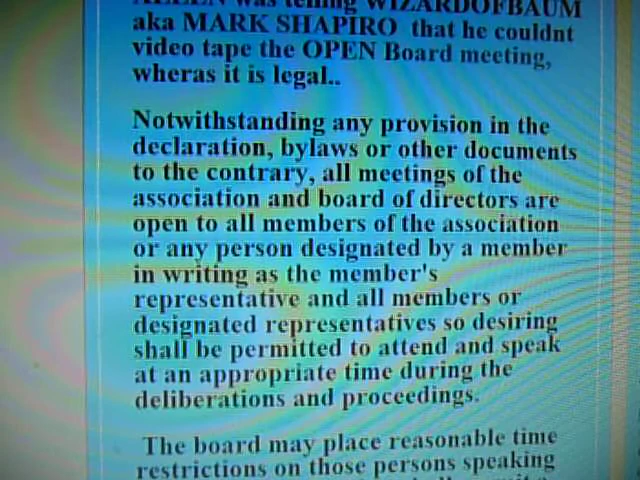 ALLEN was telling WIZARDOFBAUM
aka MARK SHAPIRO that he couldnt
video tape the OPEN Board meeting,
wheras it is legal..
Notwithstanding any provision in the
declaration, bylaws or other documents
to the contrary, all meetings of the
association and board of directors are
open to all members of the association
or any person designated by a member
in writing as the member's
representative and all members or
designated representatives so desiring
shall be permitted to attend and speak
at an appropriate time during the
deliberations and proceedings.
The board may place reasonable time
restrictions on those persons speaking